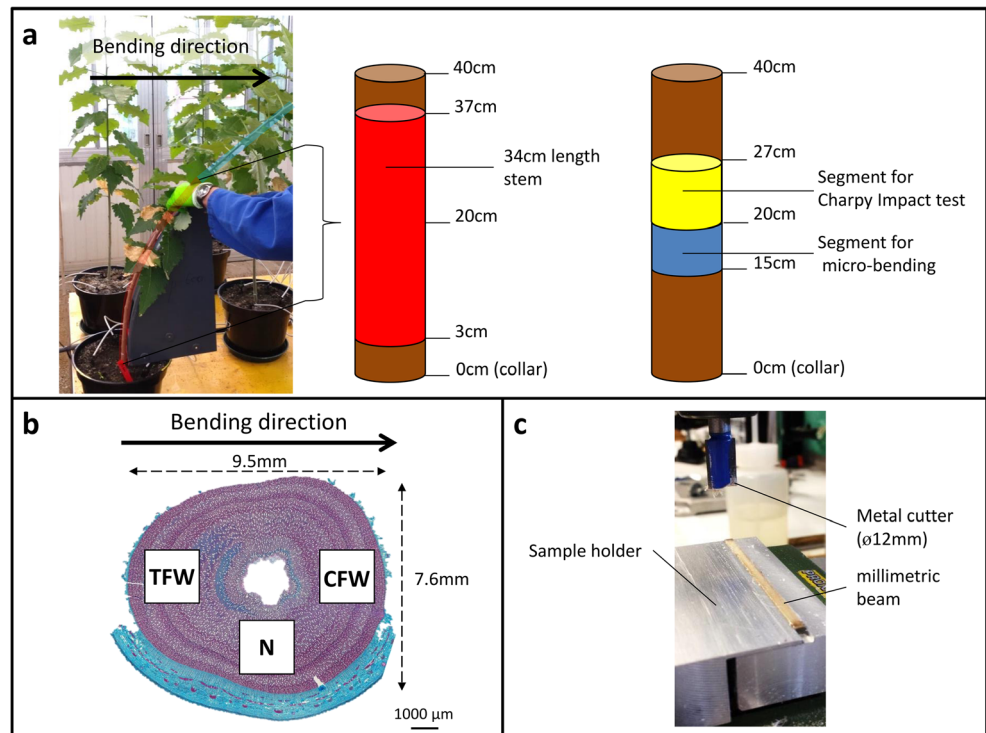 a
Bending direction
40cm
37cm
34cm length
stem
20cm
3cm
0cm (collar)
40cm
27cm
Segment for
Charpy Impact test
20cm
Segment for
micro-bending
15cm
0cm (collar)
b
Bending direction
9.5mm
TFW
CFW
N
7.6mm
1000 µm
c
Metal cutter
(ø12mm)
Sample holder
millimetric
beam